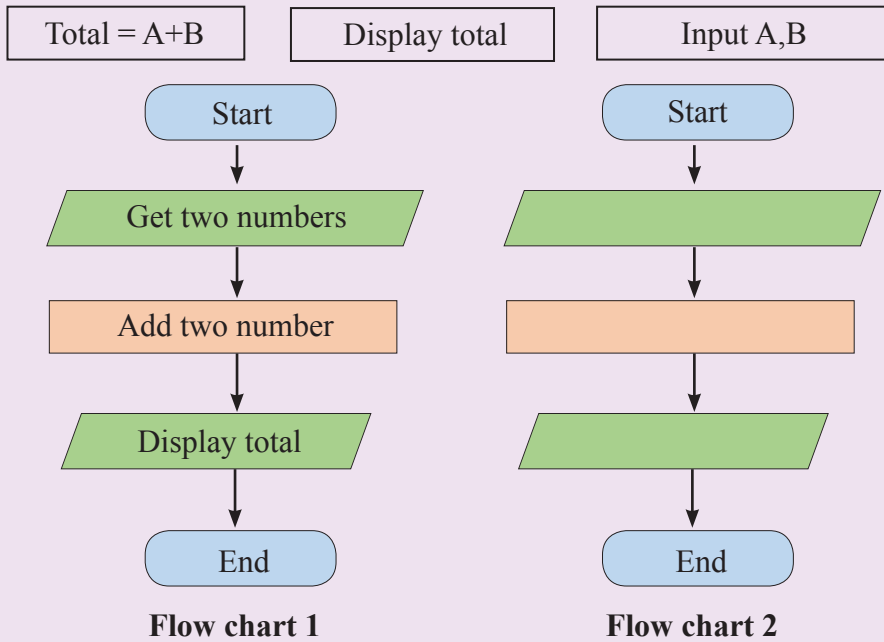 Total = A+B
Display total
Input A,B
Start
Get two numbers
Add two number
Display total
End
Flow chart 1
Start
End
Flow chart 2